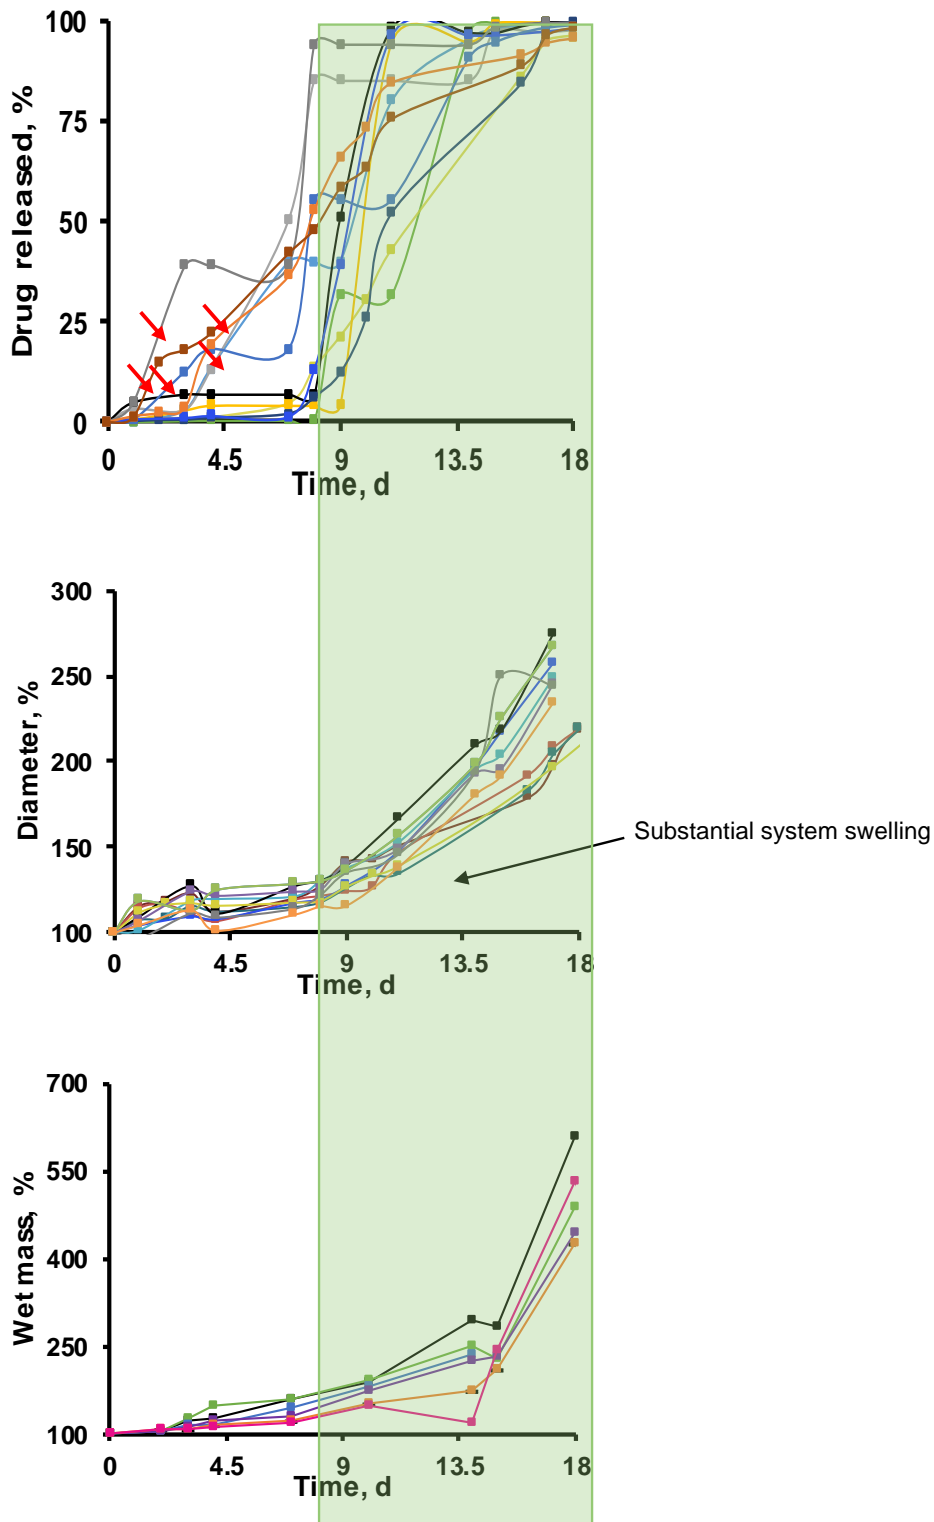 Drug released, %
100
75
50
25
0
0 4.5 9 13.5 18
Time, d
Diameter, %
300
250
200
150
100
0 4.5 9 13.5 18
Time, d
Substantial system swelling
Wet mass, %
700
550
400
250
100
0 4.5 9 13.5 18
Time, d